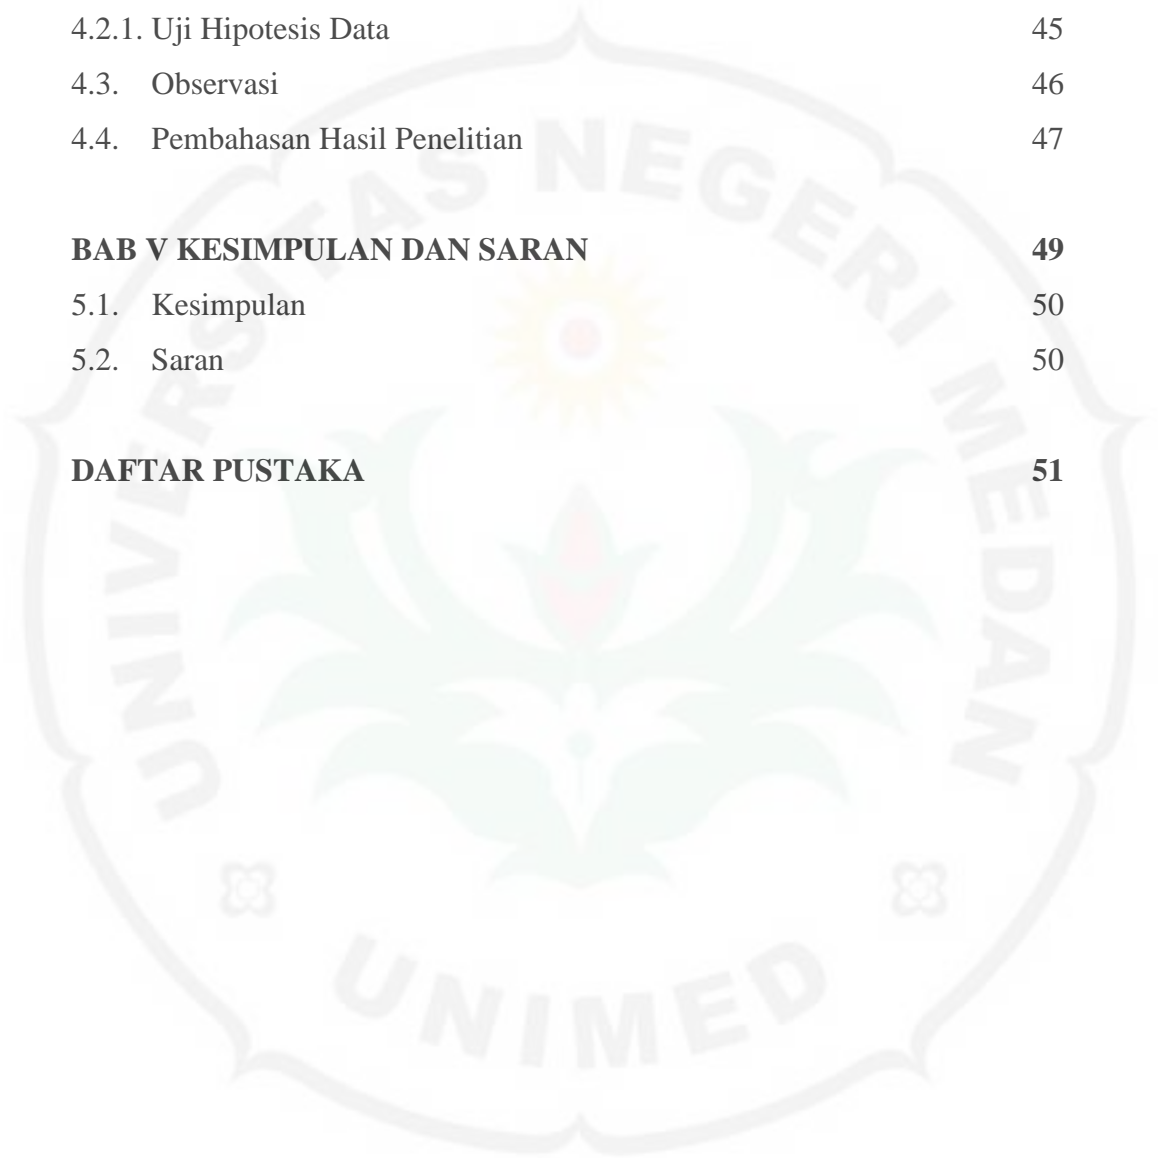 4.2.1. Uji Hipotesis Data 45
4.3. Observasi 46
4.4. Pembahasan Hasil Penelitian 47
BAB V KESIMPULAN DAN SARAN 49
5.1. Kesimpulan 50
5.2. Saran 50
DAFTAR PUSTAKA 51
UNIVERSITAS NEGERI MEDAN
UNIMED